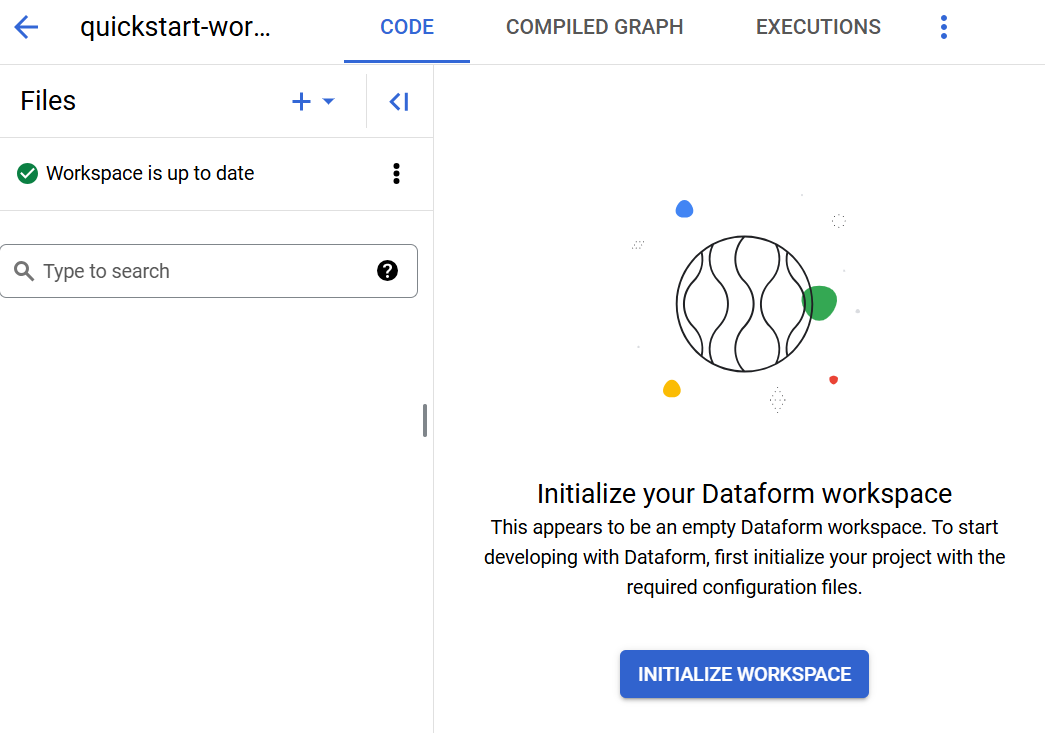 quickstart-wor...
CODE
COMPILED GRAPH
EXECUTIONS
Files
Workspace is up to date
Type to search
Initialize your Dataform workspace
This appears to be an empty Dataform workspace. To start
developing with Dataform, first initialize your project with the
required configuration files.
INITIALIZE WORKSPACE